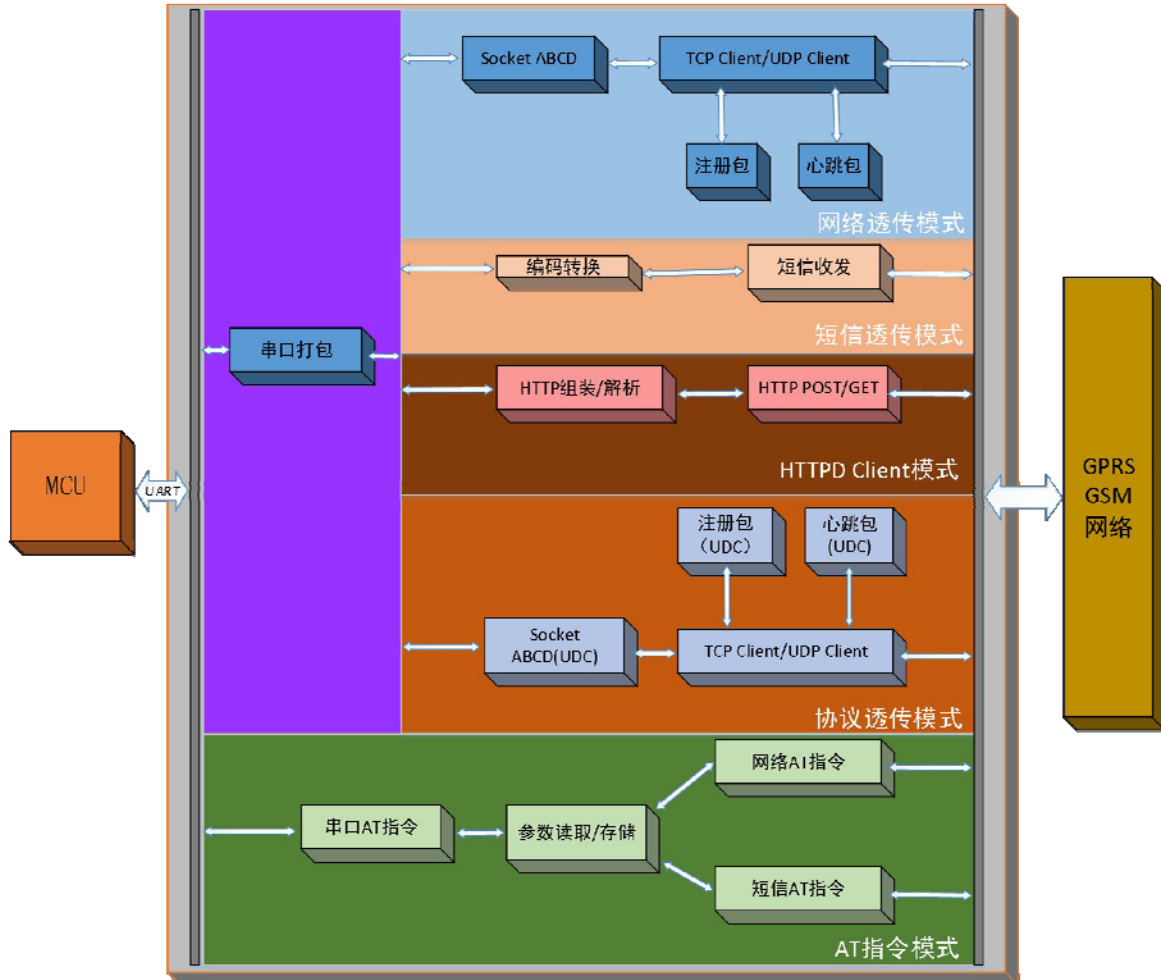 Socket ABCD
TCP Client/UDP Client
注册包
心跳包
网络透传模式
编码转换
短信收发
短信透传模式
串口打包
HTTP组装/解析
HTTP POST/GET
HTTPD Client模式
MCU
UART
GPRS
GSM
网络
注册包
（UDC）
心跳包
(UDC)
Socket
ABCD(UDC)
TCP Client/UDP Client
协议透传模式
网络AT指令
串口AT指令
参数读取/存储
短信AT指令
AT指令模式